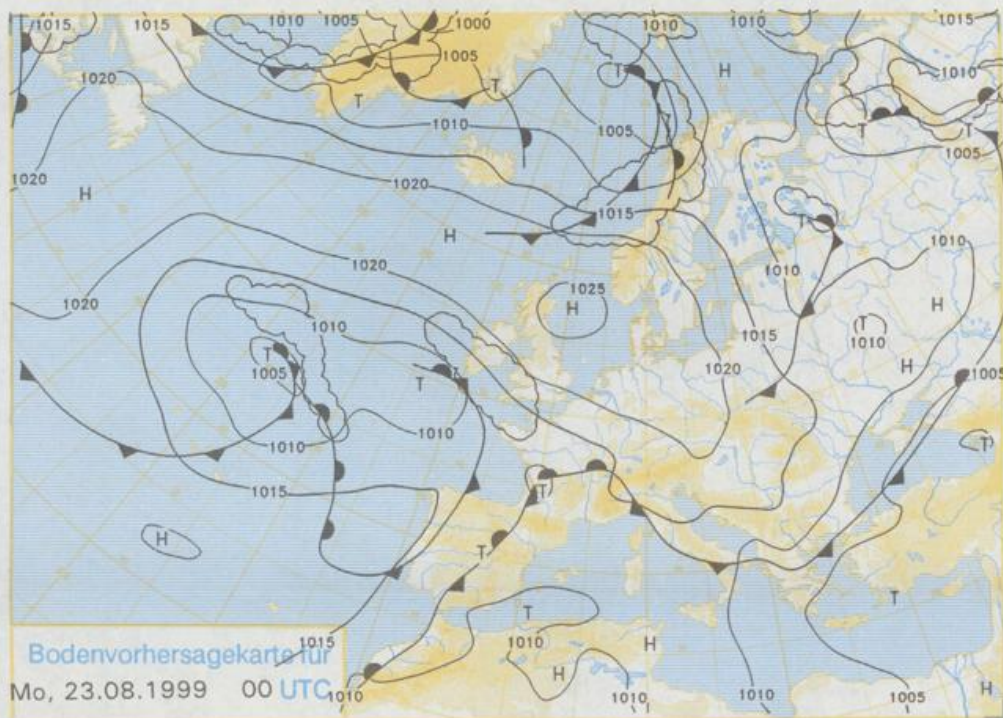 1015 1015 1010 1005 1000 1010 1010 1015
1005 1010
1020 H
T T T
1010 1005 T T
1005
1020 1020
H 1015
T
H 1010
1020 1010
1020 1025 H
H
1010 1015 T
1010
T H
1005 T 1020 1005
1010 1010
T
1015 T
H T
T T
1010 H
1015
Bodenvorhersagekarte für
Mo, 23.08.1999 00 UTC
H H
1010 1010 1010 1005